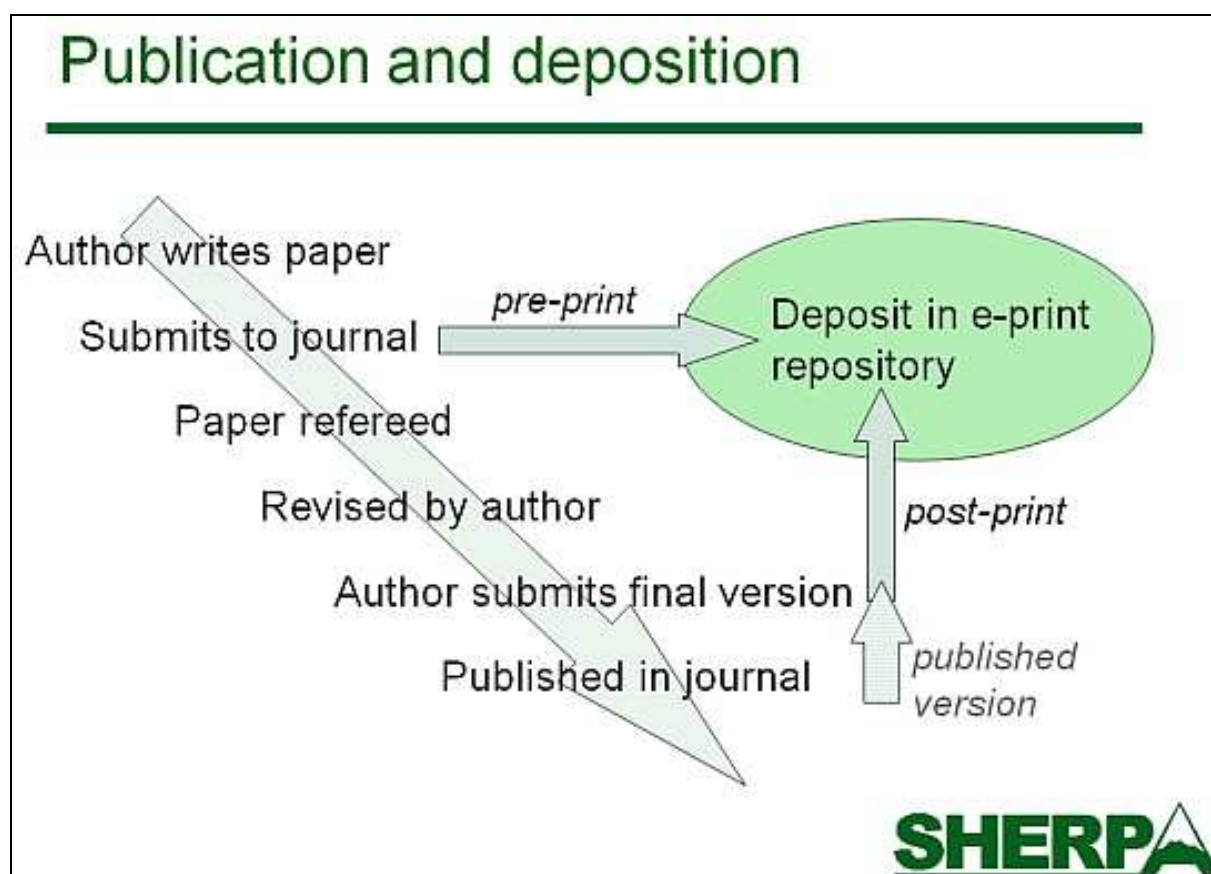 Publication and deposition
Author writes paper
Submits to journal
pre-print
Deposit in e-print
repository
Paper refereed
Revised by author
post-print
Author submits final version
Published in journal
published
version
SHERPA